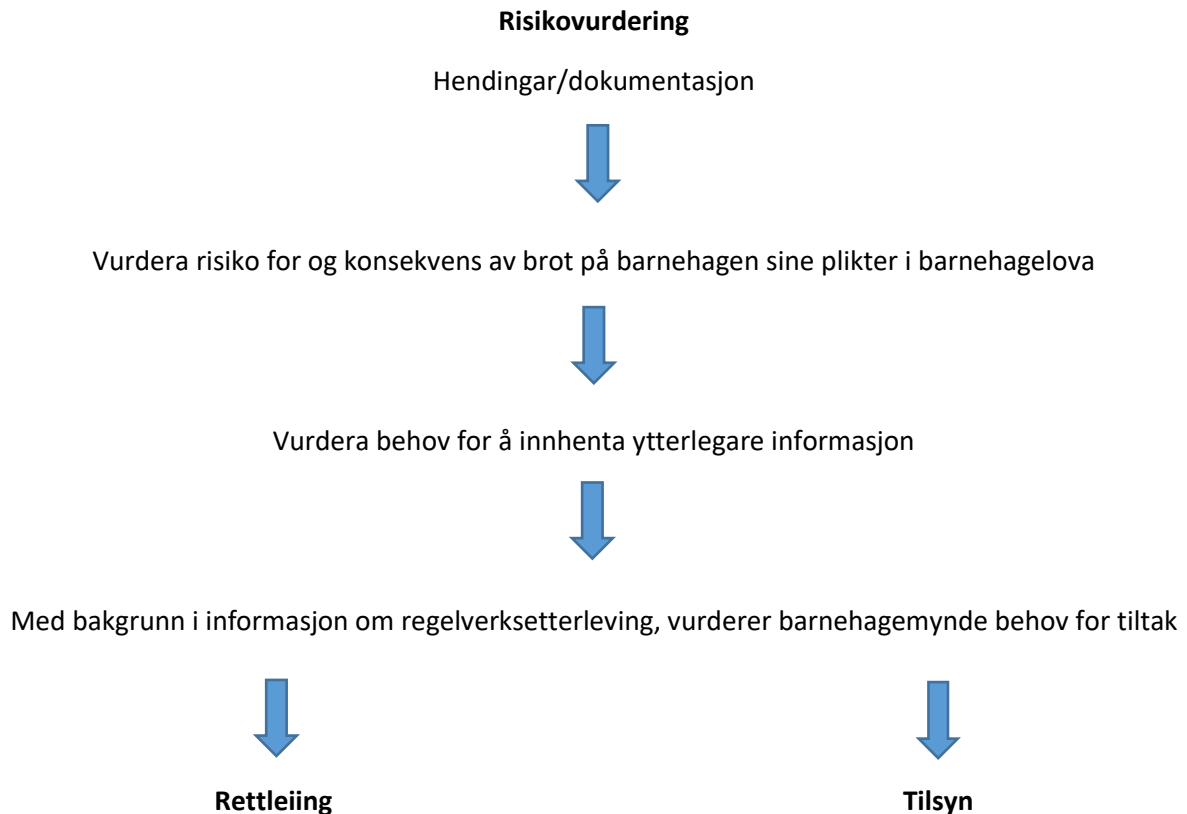 Risikovurdering
Hendingar/dokumentasjon
Vurdera risiko for og konsekvens av brot på barnehagen sine plikter i barnehagelova
Vurdera behov for å innhenta ytterlegare informasjon
Med bakgrunn i informasjon om regelverksetterleving, vurderer barnehagemynde behov for tiltak
Rettleiing
Tilsyn